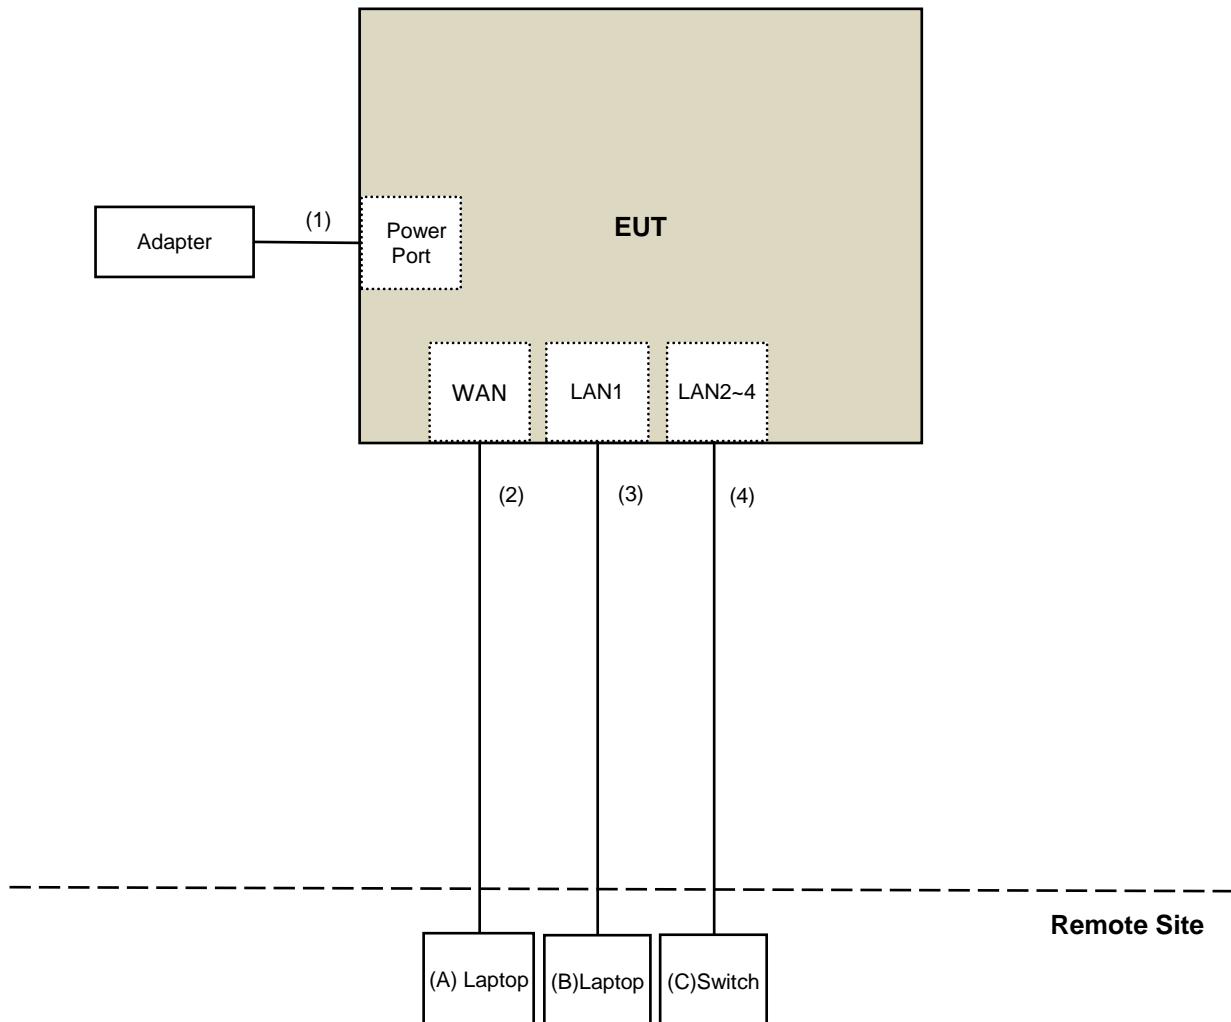 (1)
Adapter
Power
Port
EUT
WAN
LAN1
LAN2~4
(2)
(3)
(4)
Remote Site
(A) Laptop
(B)Laptop
(C)Switch